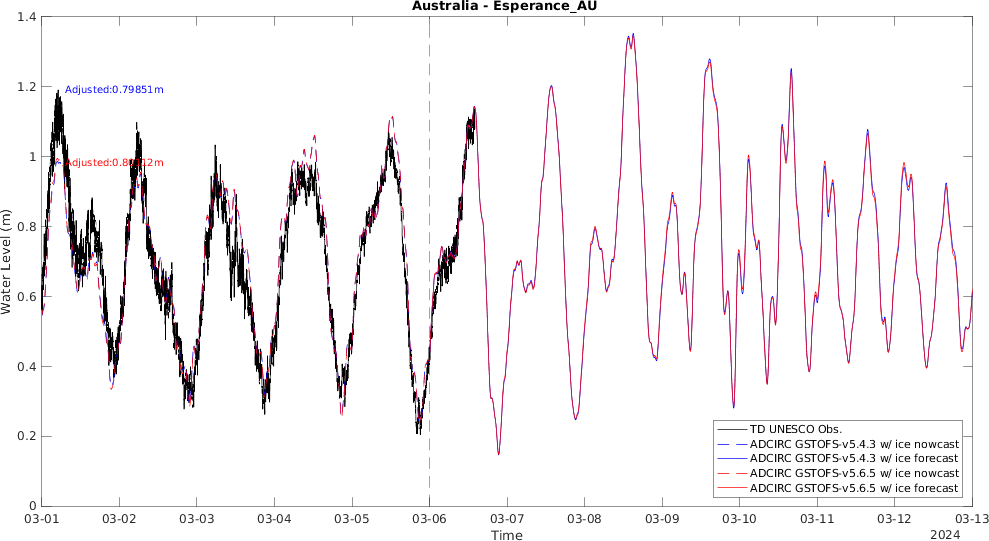 Australia - Esperance_AU
1.4
1.2
1
0.8
0.6
0.4
0.2
0
Water Level (m)
Adjusted:0.79851m
03-01
03-02
03-03
03-04
03-05
03-06
03-07
03-08
03-09
03-10
03-11
03-12
03-13
Time
2024
TD UNESCO Obs.
ADCIRC GSTOFS-v5.4.3 w/ ice nowcast
ADCIRC GSTOFS-v5.4.3 w/ ice forecast
ADCIRC GSTOFS-v5.6.5 w/ ice nowcast
ADCIRC GSTOFS-v5.6.5 w/ ice forecast